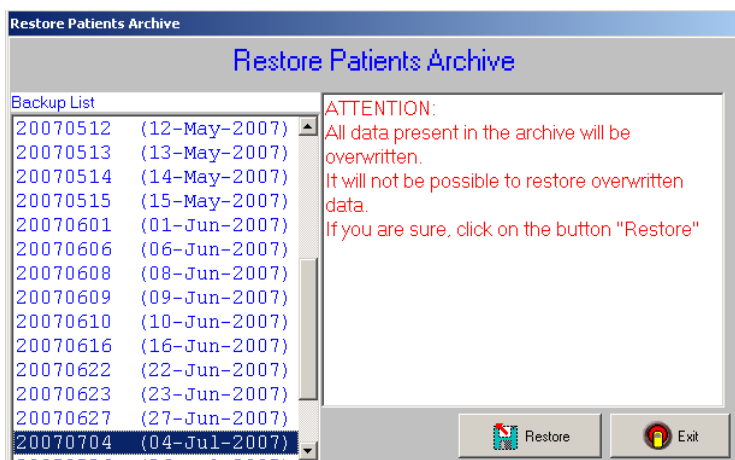 Restore Patients Archive
Restore Patients Archive
Backup List
20070512 (12-May-2007)
20070513 (13-May-2007)
20070514 (14-May-2007)
20070515 (15-May-2007)
20070601 (01-Jun-2007)
20070606 (06-Jun-2007)
20070608 (08-Jun-2007)
20070609 (09-Jun-2007)
20070610 (10-Jun-2007)
20070616 (16-Jun-2007)
20070622 (22-Jun-2007)
20070623 (23-Jun-2007)
20070627 (27-Jun-2007)
20070704 (04-Jul-2007)
ATTENTION:
All data present in the archive will be
overwritten.
It will not be possible to restore overwritten
data.
If you are sure, click on the button "Restore"
Restore
Exit